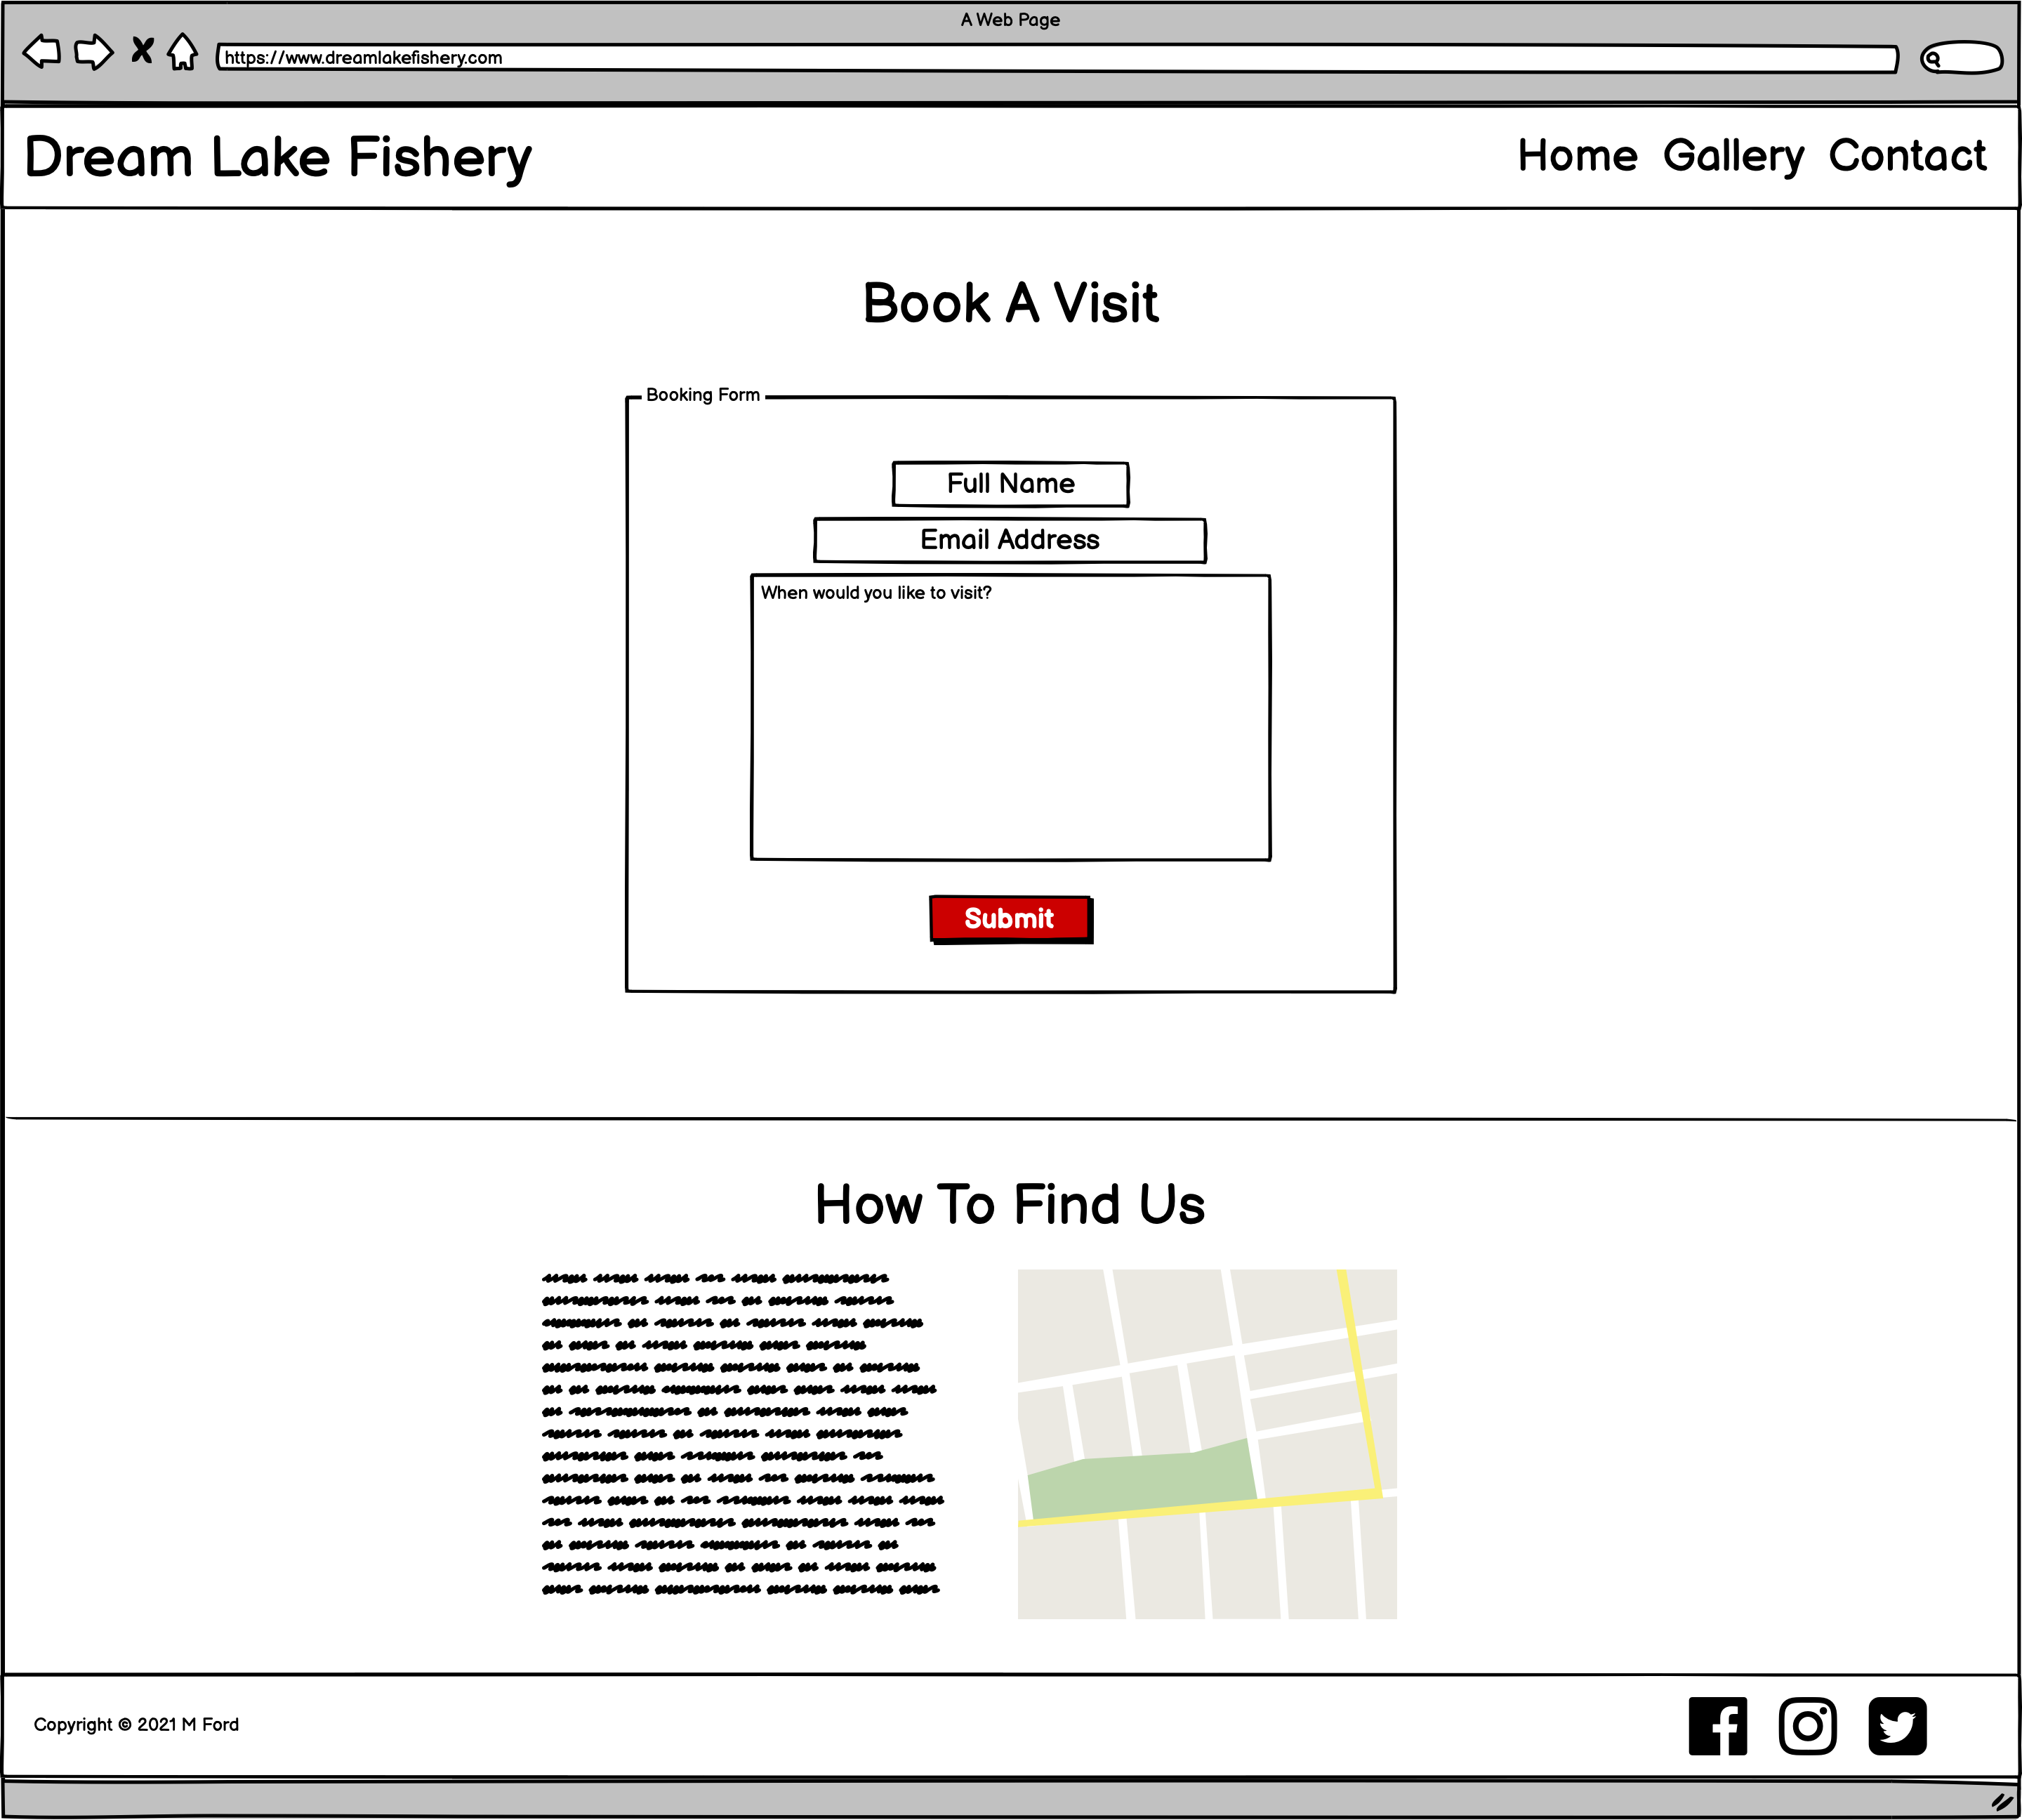 A Web Page
https://www.dreamlakefishery.com
Dream Lake Fishery
Home Gallery Contact
Book A Visit
Booking Form
Full Name
Email Address
When would you like to visit?
Submit
How To Find Us
Copyright © 2021 M Ford